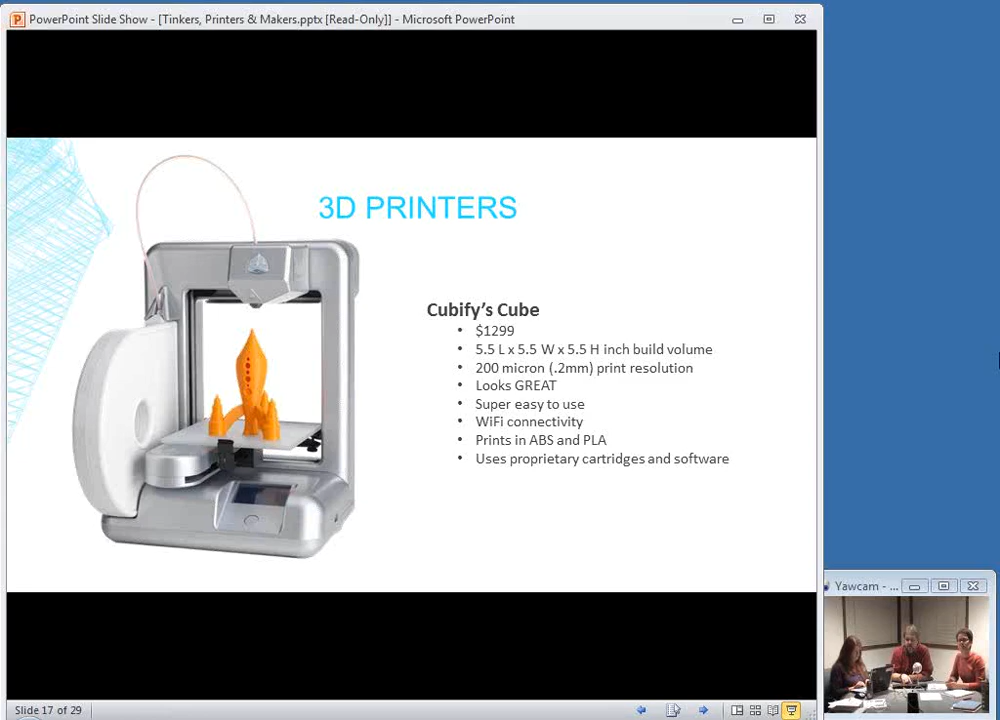 PowerPoint Slide Show - [Tinkers, Printers & Makers.pptx [Read-Only]] - Microsoft PowerPoint
3D PRINTERS
Cubify's Cube
• $1299
• 5.5 L x 5.5 W x 5.5 H inch build volume
• 200 micron (.2mm) print resolution
• Looks GREAT
• Super easy to use
• WiFi connectivity
• Prints in ABS and PLA
• Uses proprietary cartridges and software
Yawcam - ...
Slide 17 of 29